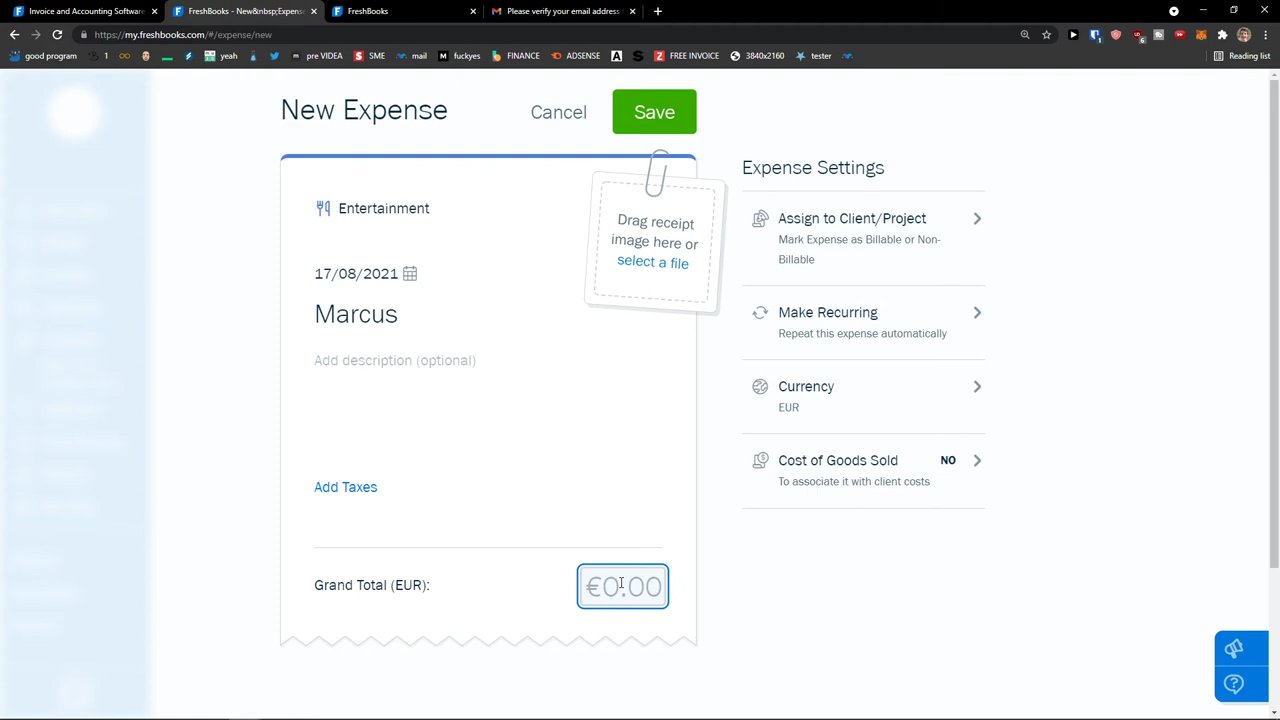 Invoice and Accounting Software
FreshBooks - New&nbsp;Expense
FreshBooks
Please verify your email address
https://my.freshbooks.com/#/expense/new
good program
1
yeah
pre VIDEA
SME
mail
fuckyes
FINANCE
ADSENSE
FREE INVOICE
3840x2160
tester
Reading list
New Expense
Cancel
Save
Entertainment
Drag receipt
image here or
select a file
17/08/2021
Marcus
Add description (optional)
Add Taxes
Grand Total (EUR):
€0.00
Expense Settings
Assign to Client/Project
Mark Expense as Billable or Non-
Billable
Make Recurring
Repeat this expense automatically
Currency
EUR
Cost of Goods Sold
NO
To associate it with client costs